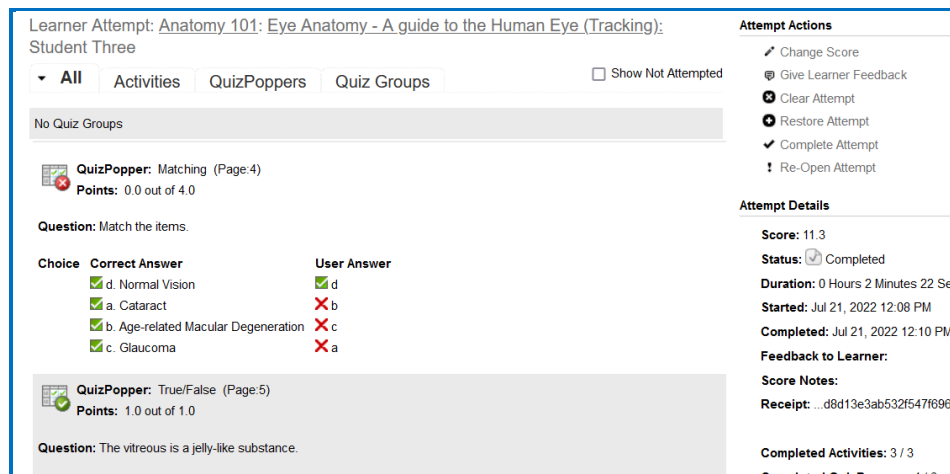 Learner Attempt: Anatomy 101: Eye Anatomy - A guide to the Human Eye (Tracking):
Student Three
All Activities QuizPoppers Quiz Groups Show Not Attempted
No Quiz Groups
QuizPopper: Matching (Page:4)
Points: 0.0 out of 4.0
Question: Match the items.
Choice Correct Answer User Answer
d. Normal Vision d
a. Cataract b
b. Age-related Macular Degeneration c
c. Glaucoma a
QuizPopper: True/False (Page:5)
Points: 1.0 out of 1.0
Question: The vitreous is a jelly-like substance.
Attempt Actions
Change Score
Give Learner Feedback
Clear Attempt
Restore Attempt
Complete Attempt
Re-Open Attempt
Attempt Details
Score: 11.3
Status: Completed
Duration: 0 Hours 2 Minutes 22 Se
Started: Jul 21, 2022 12:08 PM
Completed: Jul 21, 2022 12:10 PM
Feedback to Learner:
Score Notes:
Receipt: ...d8d13e3ab532f547f696
Completed Activities: 3 / 3